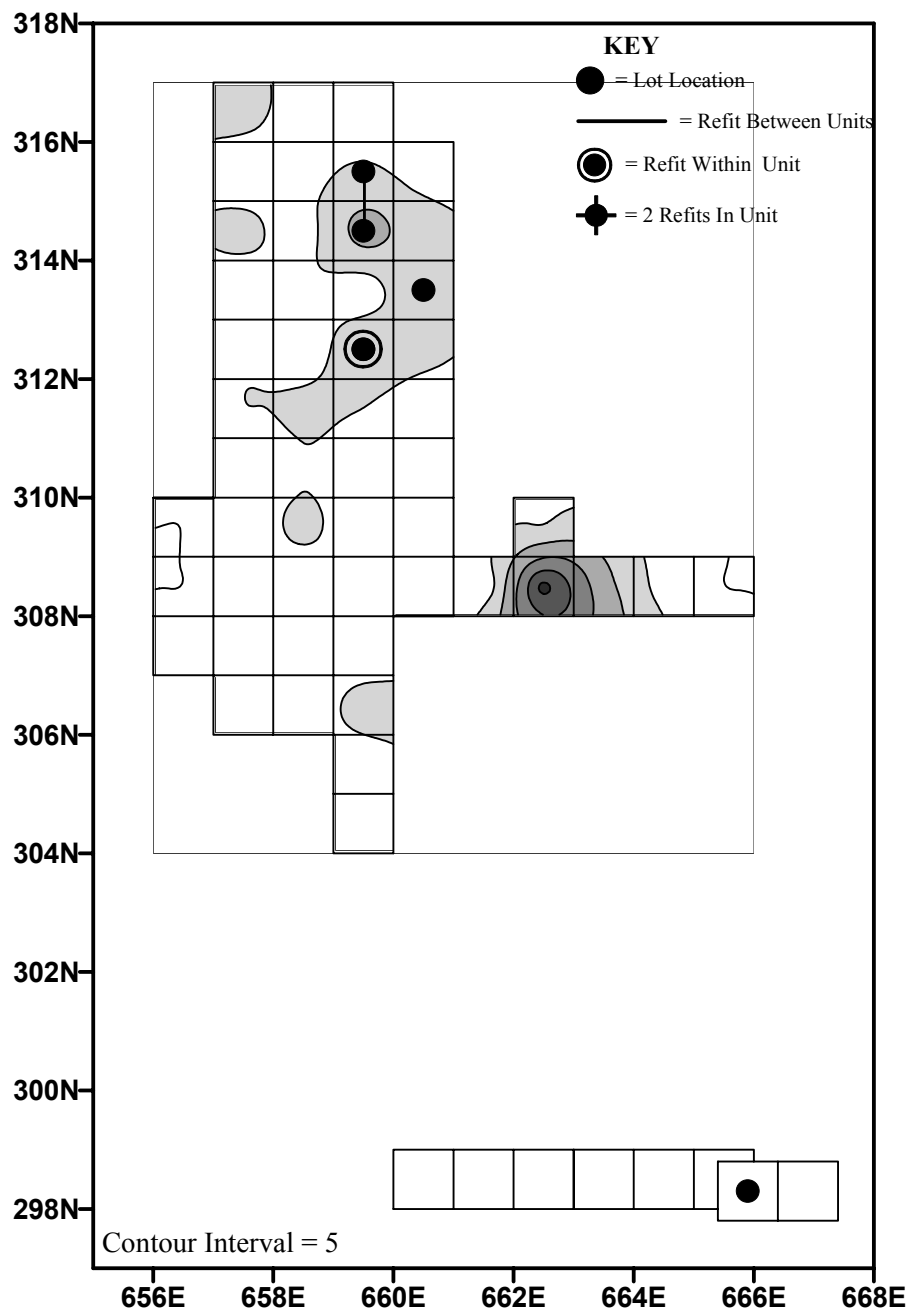 318N
KEY
= Lot Location
= Refit Between Units
316N
= Refit Within Unit
= 2 Refits In Unit
314N
312N
310N
308N
306N
304N
302N
300N
298N
Contour Interval = 5
656E 658E 660E 662E 664E 666E 668E